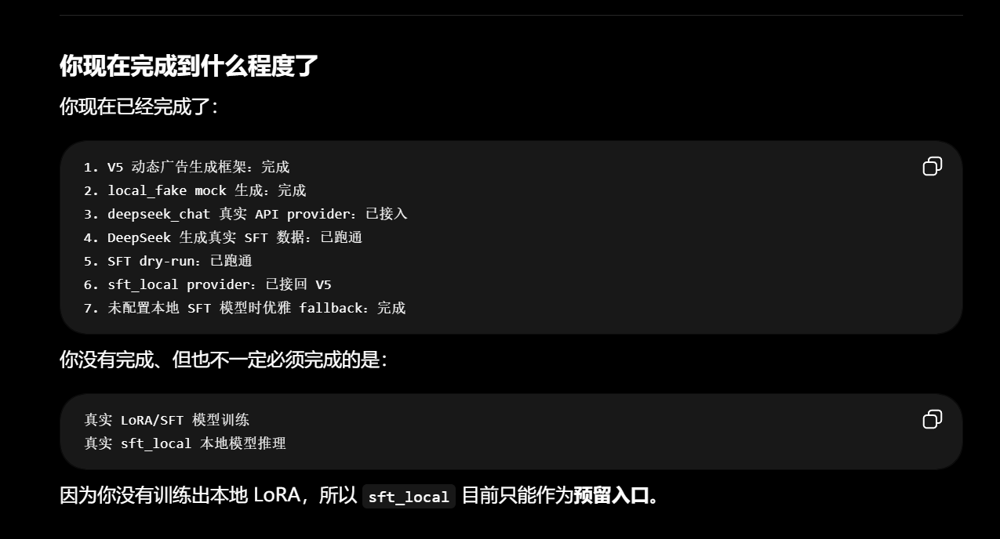 你现在完成到什么程度了
你现在已经完成了：
1. V5 动态广告生成框架：完成
2. local_fake mock 生成：完成
3. deepseek_chat 真实 API provider：已接入
4. DeepSeek 生成真实 SFT 数据：已跑通
5. SFT dry-run：已跑通
6. sft_local provider：已接回 V5
7. 未配置本地 SFT 模型时优雅 fallback：完成
你没有完成、但也不一定必须完成的是：
真实 LoRA/SFT 模型训练
真实 sft_local 本地模型推理
因为你没有训练出本地 LoRA，所以 sft_local 目前只能作为预留入口。